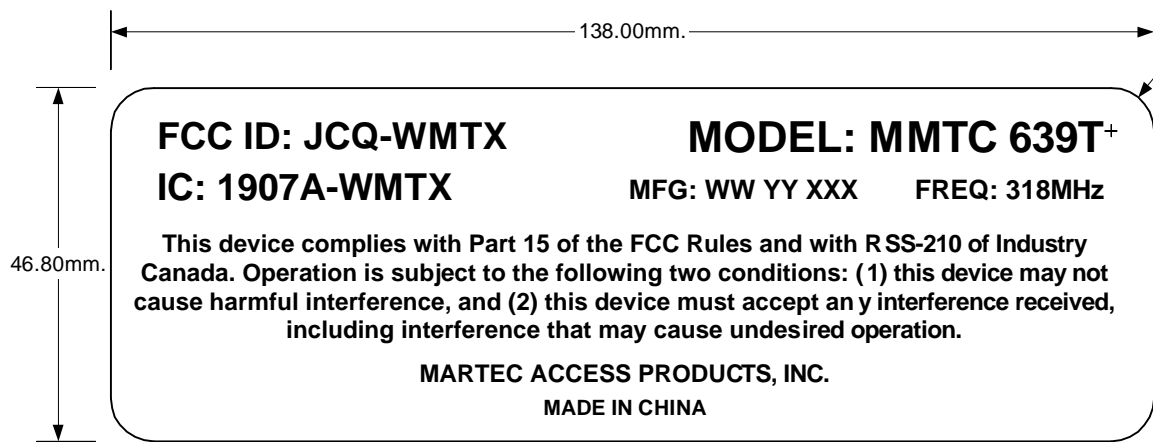 138.00mm.
FCC ID: JCQ-WMTX
MODEL: MMTC 639T+
IC: 1907A-WMTX
MFG: WW YY XXX FREQ: 318MHz
46.80mm.
This device complies with Part 15 of the FCC Rules and with RSS-210 of Industry
Canada. Operation is subject to the following two conditions: (1) this device may not
cause harmful interference, and (2) this device must accept any interference received,
including interference that may cause undesired operation.
MARTEC ACCESS PRODUCTS, INC.
MADE IN CHINA